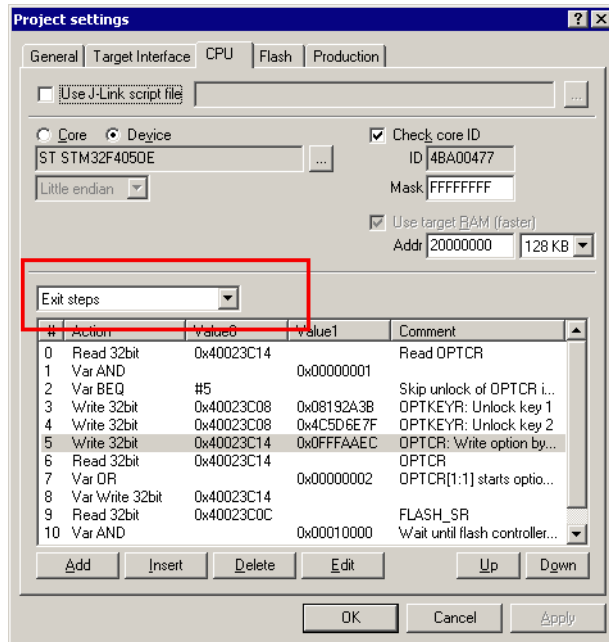 Project settings
General Target Interface CPU Flash Production
Use J-Link script file ...
Core Device Check core ID
ST STM32F405OE ... ID 4BA00477
Little endian Mask FFFFFFFF
Use target RAM (faster)
Addr 20000000 128 KB
Exit steps
# Action Value0 Value1 Comment
0 Read 32bit 0x40023C14 Read OPTCR
1 Var AND 0x00000001
2 Var BEQ #5 Skip unlock of OPTCR i...
3 Write 32bit 0x40023C08 0x08192A3B OPTKEYR: Unlock key 1
4 Write 32bit 0x40023C08 0x4C5D6E7F OPTKEYR: Unlock key 2
5 Write 32bit 0x40023C14 0x0FFFAAEC OPTCR: Write option by...
6 Read 32bit 0x40023C14 OPTCR
7 Var OR 0x00000002 OPTCR[1:1] starts optio...
8 Var Write 32bit 0x40023C14
9 Read 32bit 0x40023C0C FLASH_SR
10 Var AND 0x00010000 Wait until flash controller...
Add Insert Delete Edit Up Down
OK Cancel Apply